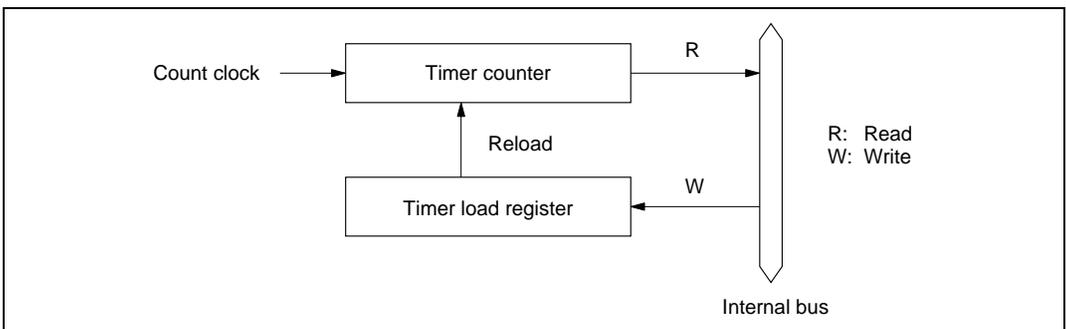 R
Count clock
Timer counter
Reload
R: Read
W: Write
W
Timer load register
Internal bus